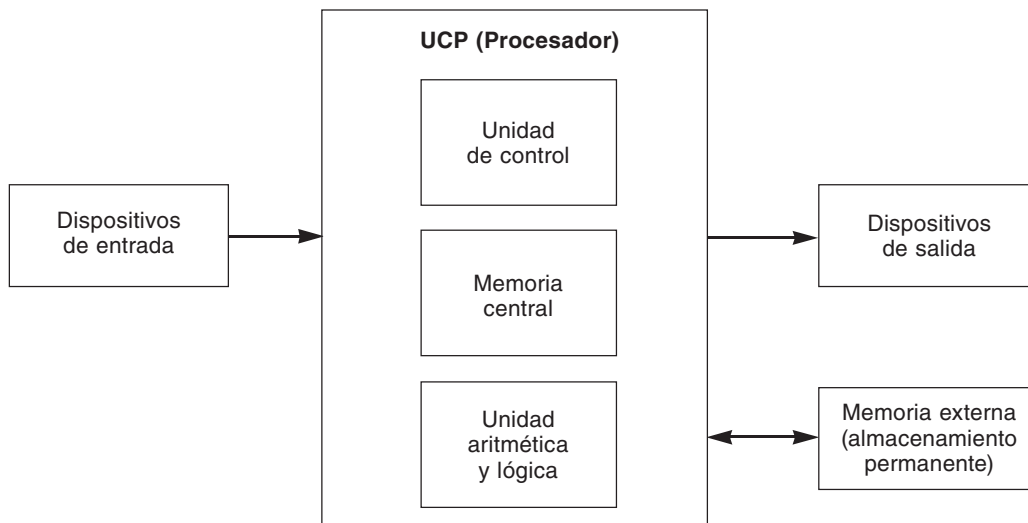 UCP (Procesador)
Unidad
de control
Dispositivos
de entrada
Dispositivos
de salida
Memoria
central
Unidad
aritmética
y lógica
Memoria externa
(almacenamiento
permanente)